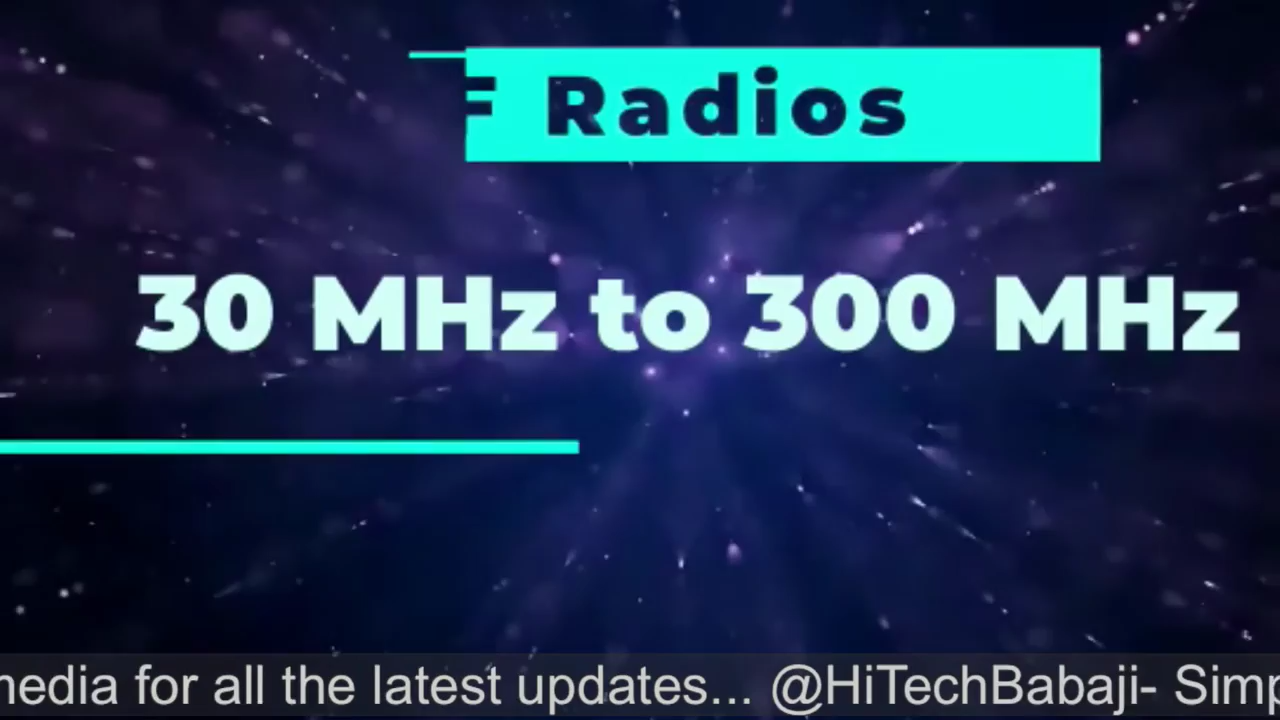 F Radios
30 MHz to 300 MHz
media for all the latest updates... @HiTechBabaji- Simp